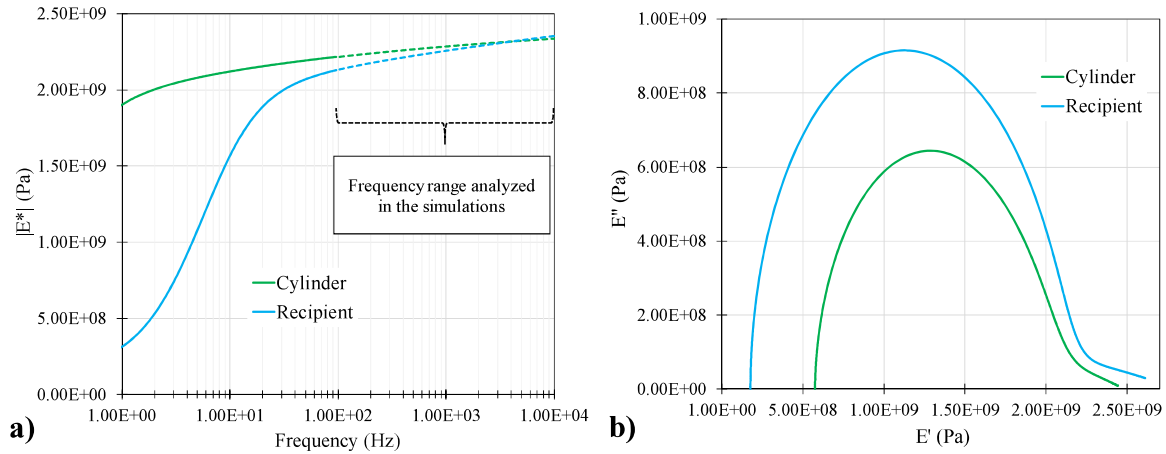 2.50E+09
2.00E+09
1.50E+09
1.00E+09
5.00E+08
0.00E+00
|E*| (Pa)
Frequency range analyzed
in the simulations
Cylinder
Recipient
1.00E+00 1.00E+01 1.00E+02 1.00E+03 1.00E+04
Frequency (Hz)
a)
1.00E+09
8.00E+08
6.00E+08
4.00E+08
2.00E+08
0.00E+00
E" (Pa)
Cylinder
Recipient
1.00E+00 5.00E+08 1.00E+09 1.50E+09 2.00E+09 2.50E+09
E' (Pa)
b)